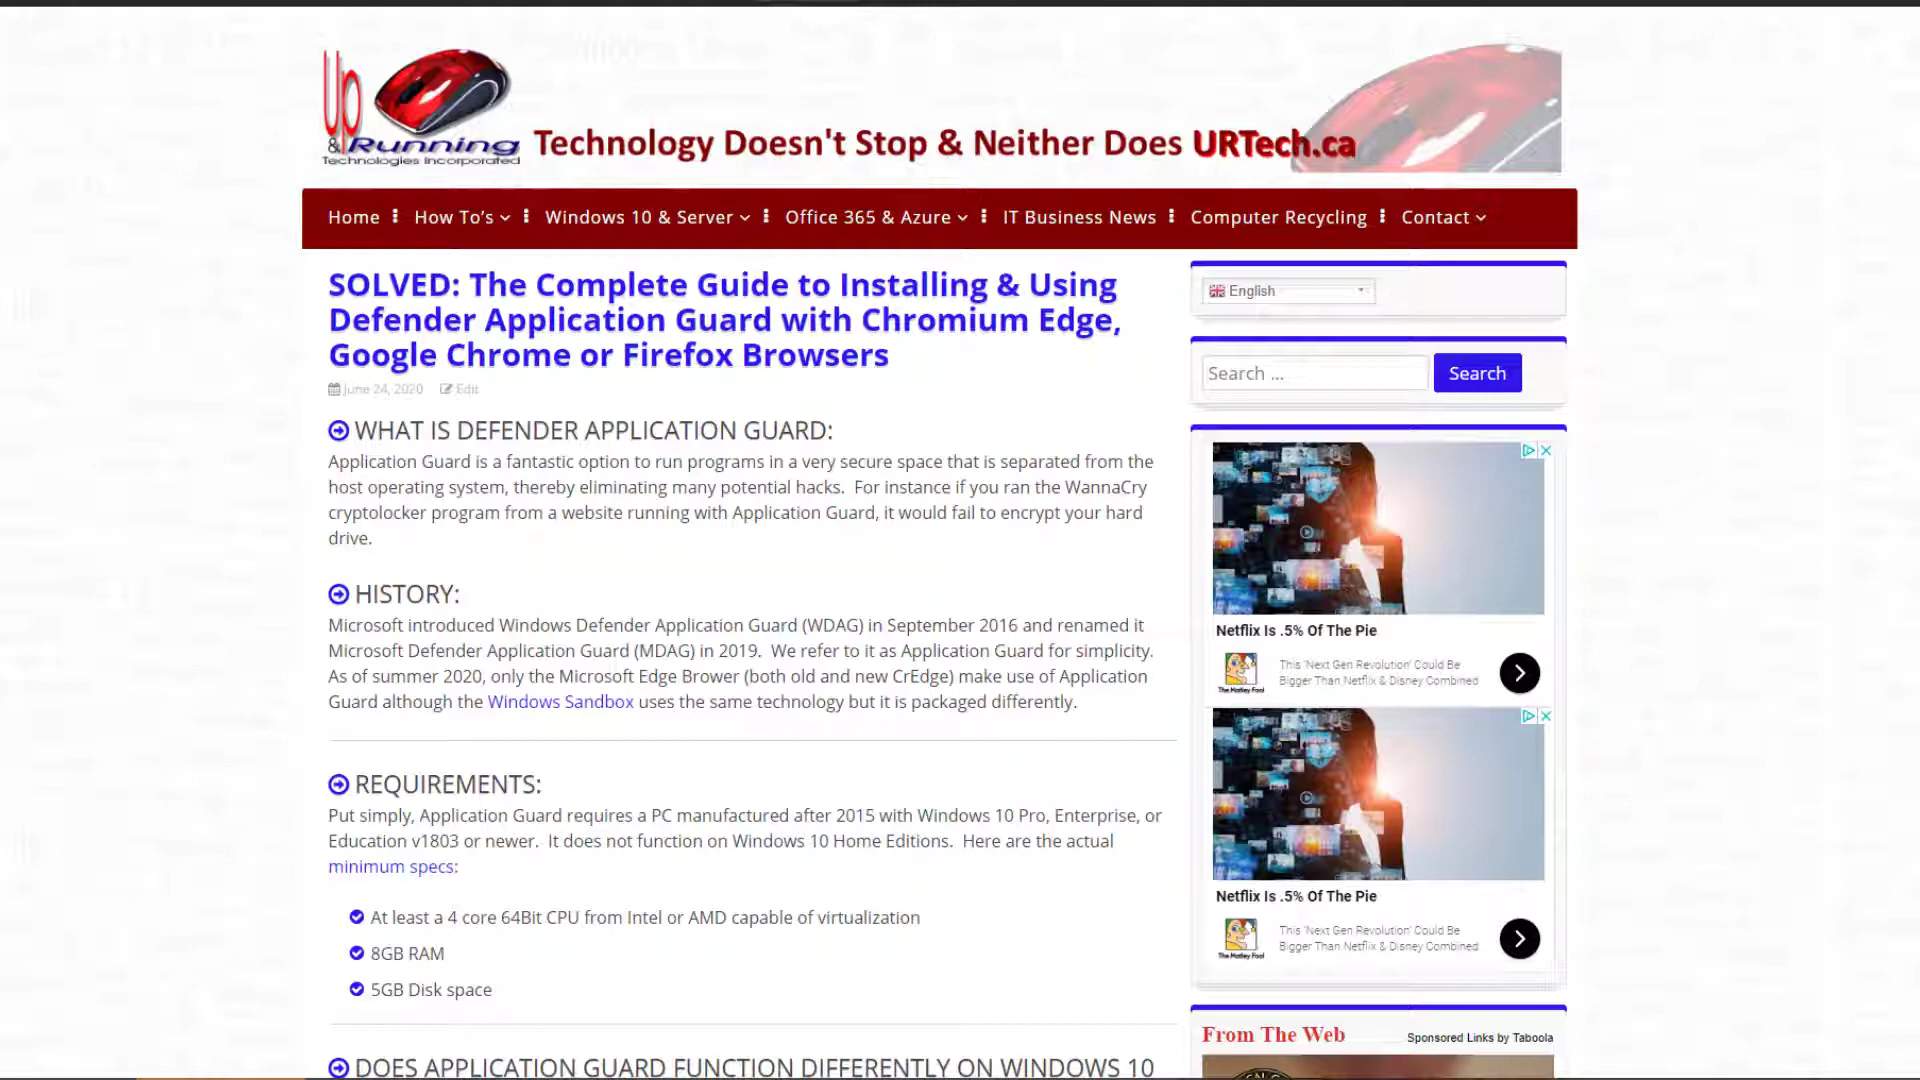 Up
& Running
Technologies Incorporated
Technology Doesn't Stop & Neither Does URTech.ca
Home
How To's
Windows 10 & Server
Office 365 & Azure
IT Business News
Computer Recycling
Contact
SOLVED: The Complete Guide to Installing & Using
Defender Application Guard with Chromium Edge,
Google Chrome or Firefox Browsers
June 24, 2020 Edit
WHAT IS DEFENDER APPLICATION GUARD:
Application Guard is a fantastic option to run programs in a very secure space that is separated from the
host operating system, thereby eliminating many potential hacks. For instance if you ran the WannaCry
cryptolocker program from a website running with Application Guard, it would fail to encrypt your hard
drive.
HISTORY:
Microsoft introduced Windows Defender Application Guard (WDAG) in September 2016 and renamed it
Microsoft Defender Application Guard (MDAG) in 2019. We refer to it as Application Guard for simplicity.
As of summer 2020, only the Microsoft Edge Brower (both old and new CrEdge) make use of Application
Guard although the Windows Sandbox uses the same technology but it is packaged differently.
REQUIREMENTS:
Put simply, Application Guard requires a PC manufactured after 2015 with Windows 10 Pro, Enterprise, or
Education v1803 or newer. It does not function on Windows 10 Home Editions. Here are the actual
minimum specs:
At least a 4 core 64Bit CPU from Intel or AMD capable of virtualization
8GB RAM
5GB Disk space
DOES APPLICATION GUARD FUNCTION DIFFERENTLY ON WINDOWS 10
English
Search ...
Search
Netflix Is .5% Of The Pie
The Motley Fool
This 'Next Gen Revolution' Could Be
Bigger Than Netflix & Disney Combined
Netflix Is .5% Of The Pie
The Motley Fool
This 'Next Gen Revolution' Could Be
Bigger Than Netflix & Disney Combined
From The Web
Sponsored Links by Taboola